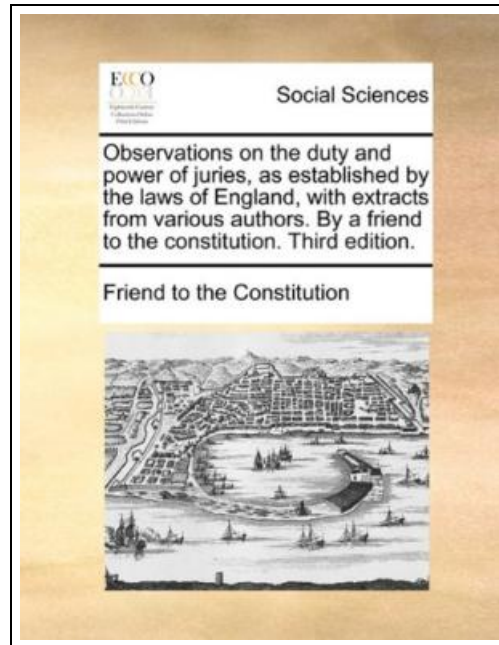 ECCO
Social Sciences
Observations on the duty and
power of juries, as established by
the laws of England, with extracts
from various authors. By a friend
to the constitution. Third edition.
Friend to the Constitution